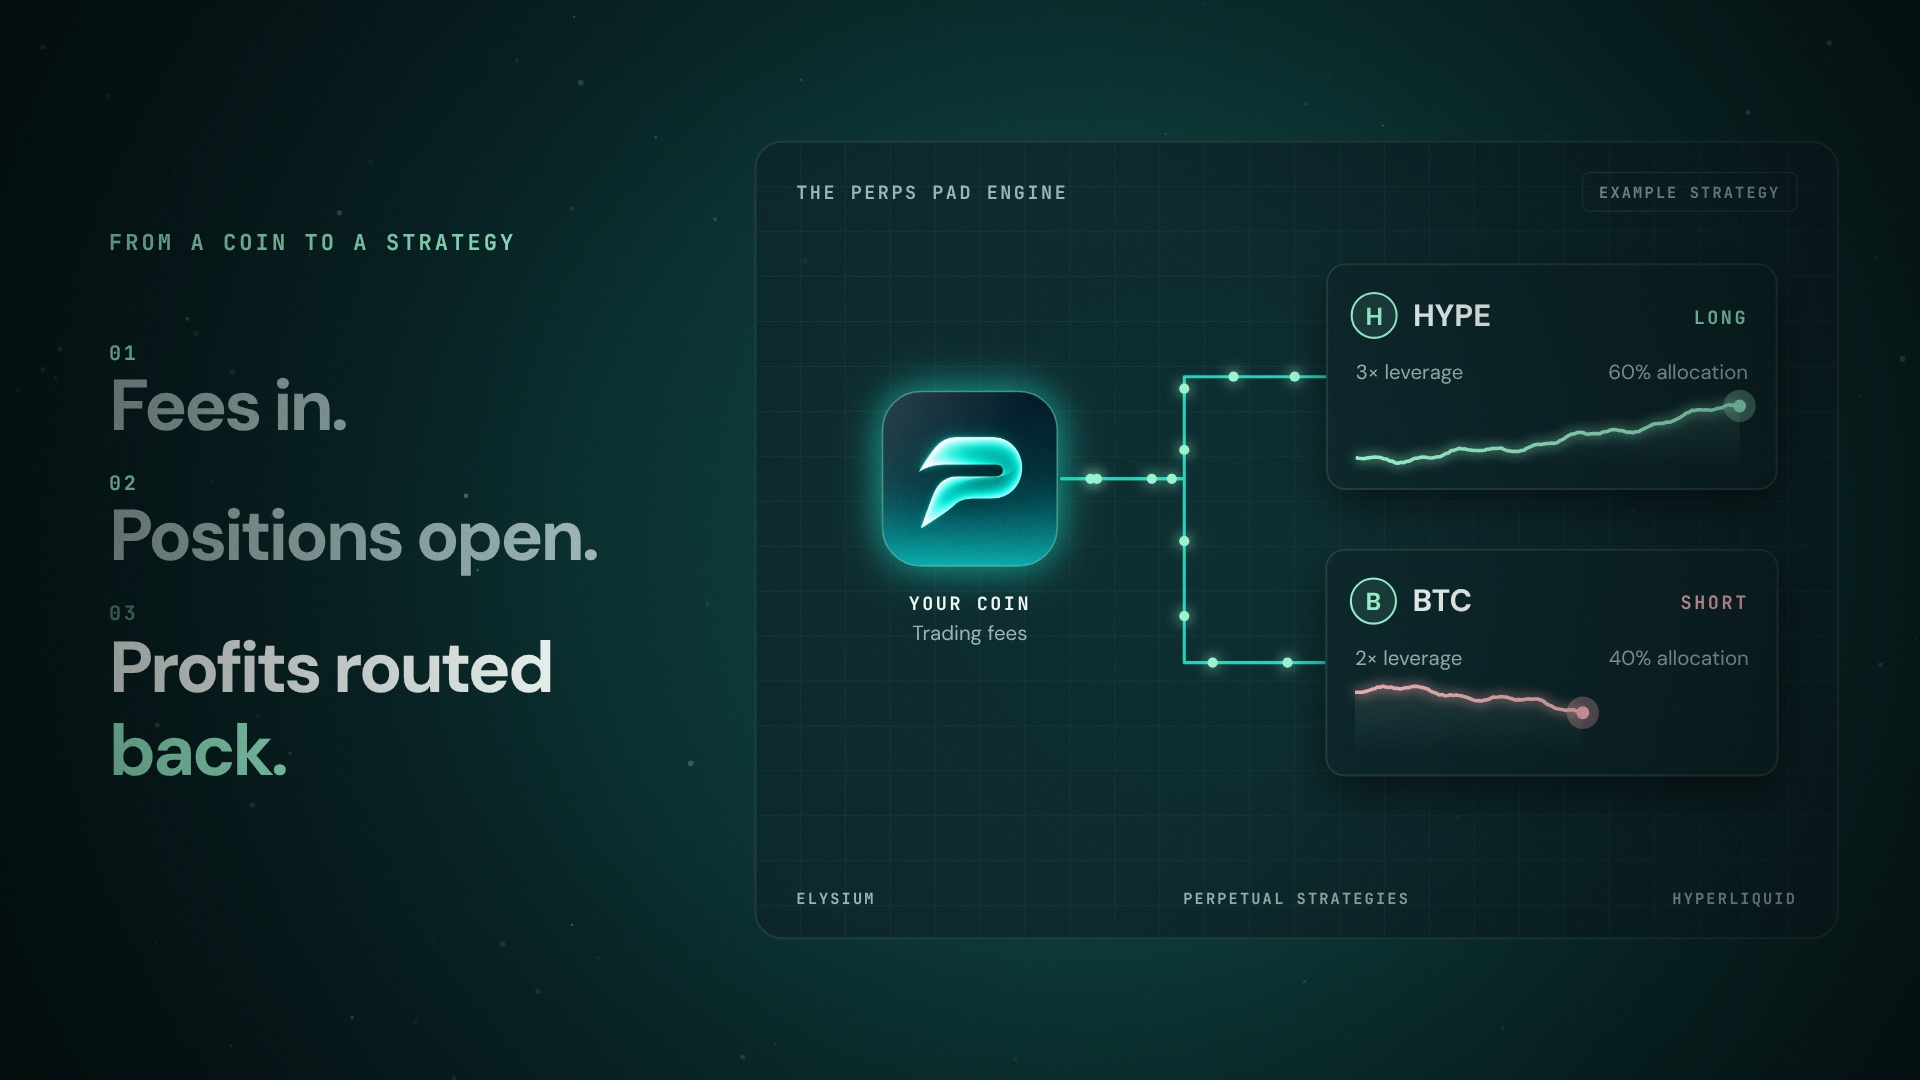 FROM A COIN TO A STRATEGY
01
Fees in.
02
Positions open.
03
Profits routed
back.
THE PERPS PAD ENGINE
EXAMPLE STRATEGY
YOUR COIN
Trading fees
H HYPE LONG
3× leverage 60% allocation
B BTC SHORT
2× leverage 40% allocation
ELYSIUM PERPETUAL STRATEGIES HYPERLIQUID